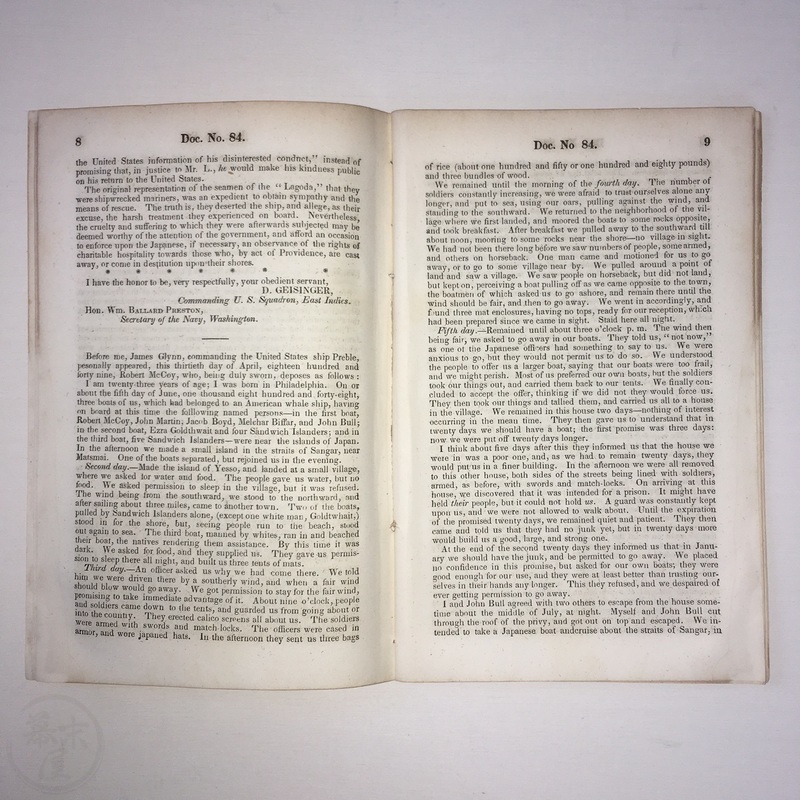 8
Doc. No. 84.
the United States information of his disinterested conduct," instead of
promising that, in justice to Mr. L., he would make his kindness public
on his return to the United States.
The original representation of the seamen of the "Lagoda," that they
were shipwrecked mariners, was an expedient to obtain sympathy and the
means of rescue. The truth is, they deserted the ship, and allege, as their
excuse, the harsh treatment they experienced on board. Nevertheless,
the cruelty and suffering to which they were afterwards subjected may be
deemed worthy of the attention of the government, and afford an occasion
to enforce upon the Japanese, if necessary, an observance of the rights of
charitable hospitality towards those who, by act of Providence, are cast
away, or come in destitution upon their shores.
* * * * * * *
I have the honor to be, very respectfully, your obedient servant,
D. GEISINGER,
Commanding U. S. Squadron, East Indies.
Hon. Wm. Ballard Preston,
Secretary of the Navy, Washington.
Before me, James Glynn, commanding the United States ship Preble,
pesonally appeared, this thirtieth day of April, eighteen hundred and
forty nine, Robert McCoy, who, being duly sworn, deposes as follows:
I am twenty-three years of age; I was born in Philadelphia. On or
about the fifth day of June, one thousand eight hundred and forty-eight,
three boats of us, which had belonged to an American whale ship, having
on board at this time the folllowing named persons—in the first boat,
Robert McCoy, John Martin, Jacob Boyd, Melchar Biffar, and John Bull;
in the second boat, Ezra Goldthwait and four Sandwich Islanders; and in
the third boat, five Sandwich Islanders—were near the islands of Japan.
In the afternoon we made a small island in the straits of Sangar, near
Matsmai. One of the boats separated, but rejoined us in the evening.
Second day.—Made the island of Yesso, and landed at a small village,
where we asked for water and food. The people gave us water, but no
food. We asked permission to sleep in the village, but it was refused.
The wind being from the southward, we stood to the northward, and
after sailing about three miles, came to another town. Two of the boats,
pulled by Sandwich Islanders alone, (except one white man, Goldtwhait,)
stood in for the shore, but, seeing people run to the beach, stood
out again to sea. The third boat, manned by whites, ran in and beached
their boat, the natives rendering them assistance. By this time it was
dark. We asked for food, and they supplied us. They gave us permis-
sion to sleep there all night, and built us three tents of mats.
Third day.—An officer asked us why we had come there. We told
him we were driven there by a southerly wind, and when a fair wind
should blow would go away. We got permission to stay for the fair wind,
promising to take immediate advantage of it. About nine o'clock, people
and soldiers came down to the tents, and guarded us from going about or
into the country. They erected calico screens all about us. The soldiers
were armed with swords and match-locks. The officers were cased in
armor, and wore japaned hats. In the afternoon they sent us three bags
Doc. No 84.
9
of rice (about one hundred and fifty or one hundred and eighty pounds)
and three bundles of wood.
We remained until the morning of the fourth day. The number of
soldiers constantly increasing, we were afraid to trust ourselves alone any
longer, and put to sea, using our oars, pulling against the wind, and
standing to the southward. We returned to the neighborhood of the vil-
lage where we first landed, and moored the boats to some rocks opposite,
and took breakfast. After breakfast we pulled away to the southward till
about noon, mooring to some rocks near the shore—no village in sight.
We had not been there long before we saw numbers of people, some armed,
and others on horseback. One man came and motioned for us to go
away, or to go to some village near by. We pulled around a point of
land and saw a village. We saw people on horseback, but did not land,
but kept on, perceiving a boat pulling off as we came opposite to the town,
the boatmen of which asked us to go ashore, and remain there until the
wind should be fair, and then to go away. We went in accordingly, and
found three mat enclosures, having no tops, ready for our reception, which
had been prepared since we came in sight. Staid here all night.
Fifth day.—Remained until about three o'clock p. m. The wind then
being fair, we asked to go away in our boats. They told us, "not now,"
as one of the Japanese officers had something to say to us. We were
anxious to go, but they would not permit us to do so. We understood
the people to offer us a larger boat, saying that our boats were too frail,
and we might perish. Most of us preferred our own boats, but the soldiers
took our things out, and carried them back to our tents. We finally con-
cluded to accept the offer, thinking if we did not they would force us.
They then took our things and tallied them, and carried us all to a house
in the village. We remained in this house two days—nothing of interest
occurring in the mean time. They then gave us to understand that in
twenty days we should have a boat; the first promise was three days:
now we were put off twenty days longer.
I think about five days after this they informed us that the house we
were in was a poor one, and, as we had to remain twenty days, they
would put us in a finer building. In the afternoon we were all removed
to this other house, both sides of the streets being lined with soldiers,
armed, as before, with swords and match-locks. On arriving at this
house, we discovered that it was intended for a prison. It might have
held their people, but it could not hold us. A guard was constantly kept
upon us, and we were not allowed to walk about. Until the expiration
of the promised twenty days, we remained quiet and patient. They then
came and told us that they had no junk yet, but in twenty days more
would build us a good, large, and strong one.
At the end of the second twenty days they informed us that in Janu-
ary we should have the junk, and be permitted to go away. We placed
no confidence in this promise, but asked for our own boats; they were
good enough for our use, and they were at least better than trusting our-
selves in their hands any longer. This they refused, and we despaired of
ever getting permission to go away.
I and John Bull agreed with two others to escape from the house some-
time about the middle of July, at night. Myself and John Bull cut
through the roof of the privy, and got out on top and escaped. We in-
tended to take a Japanese boat and cruise about the straits of Sangar, in